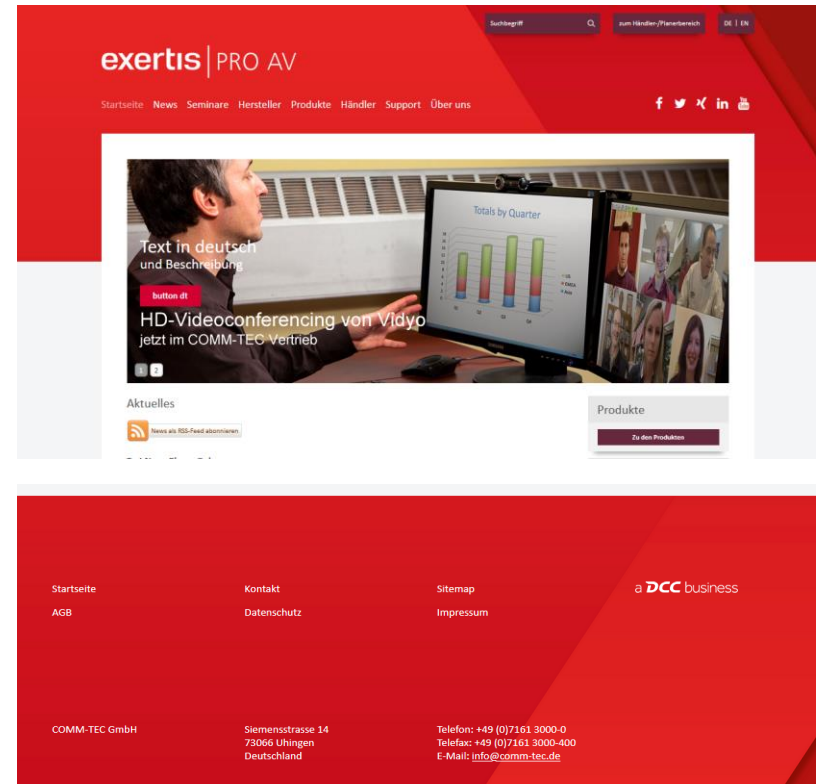 Suchbegriff
zum Händler-/Planerbereich
DE | EN
exertis | PRO AV
Startseite News Seminare Hersteller Produkte Händler Support Über uns
Totals by Quarter
Text in deutsch
und Beschreibung
button dt
HD-Videoconferencing von Vidyo
jetzt im COMM-TEC Vertrieb
1 2
Aktuelles
News als RSS-Feed abonnieren
Produkte
Zu den Produkten
Startseite
Kontakt
Sitemap
a DCC business
AGB
Datenschutz
Impressum
COMM-TEC GmbH
Siemensstrasse 14
73066 Uhingen
Deutschland
Telefon: +49 (0)7161 3000-0
Telefax: +49 (0)7161 3000-400
E-Mail: info@comm-tec.de